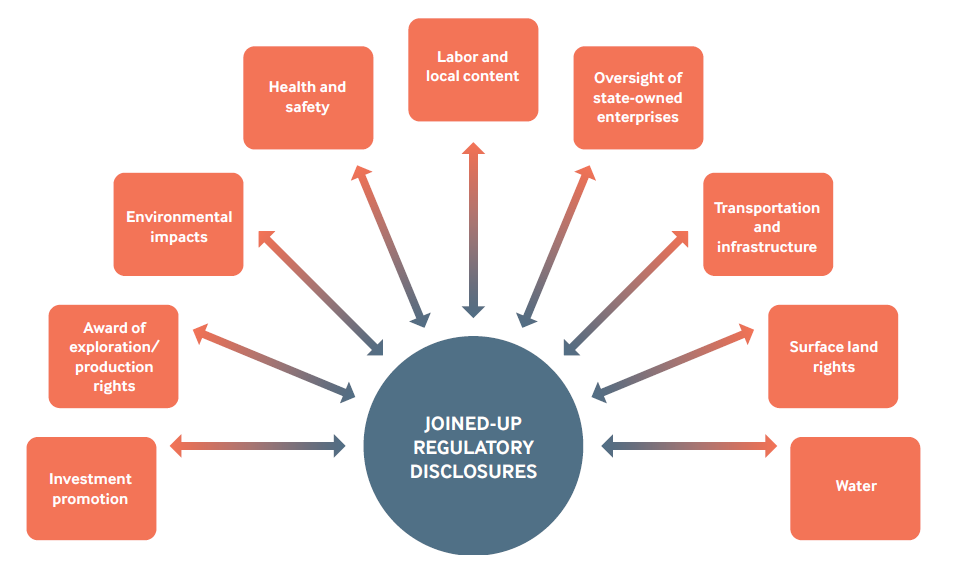 Labor and
local content
Health and
safety
Oversight of
state-owned
enterprises
Environmental
impacts
Transportation
and
infrastructure
Award of
exploration/
production
rights
Surface land
rights
JOINED-UP
REGULATORY
DISCLOSURES
Investment
promotion
Water